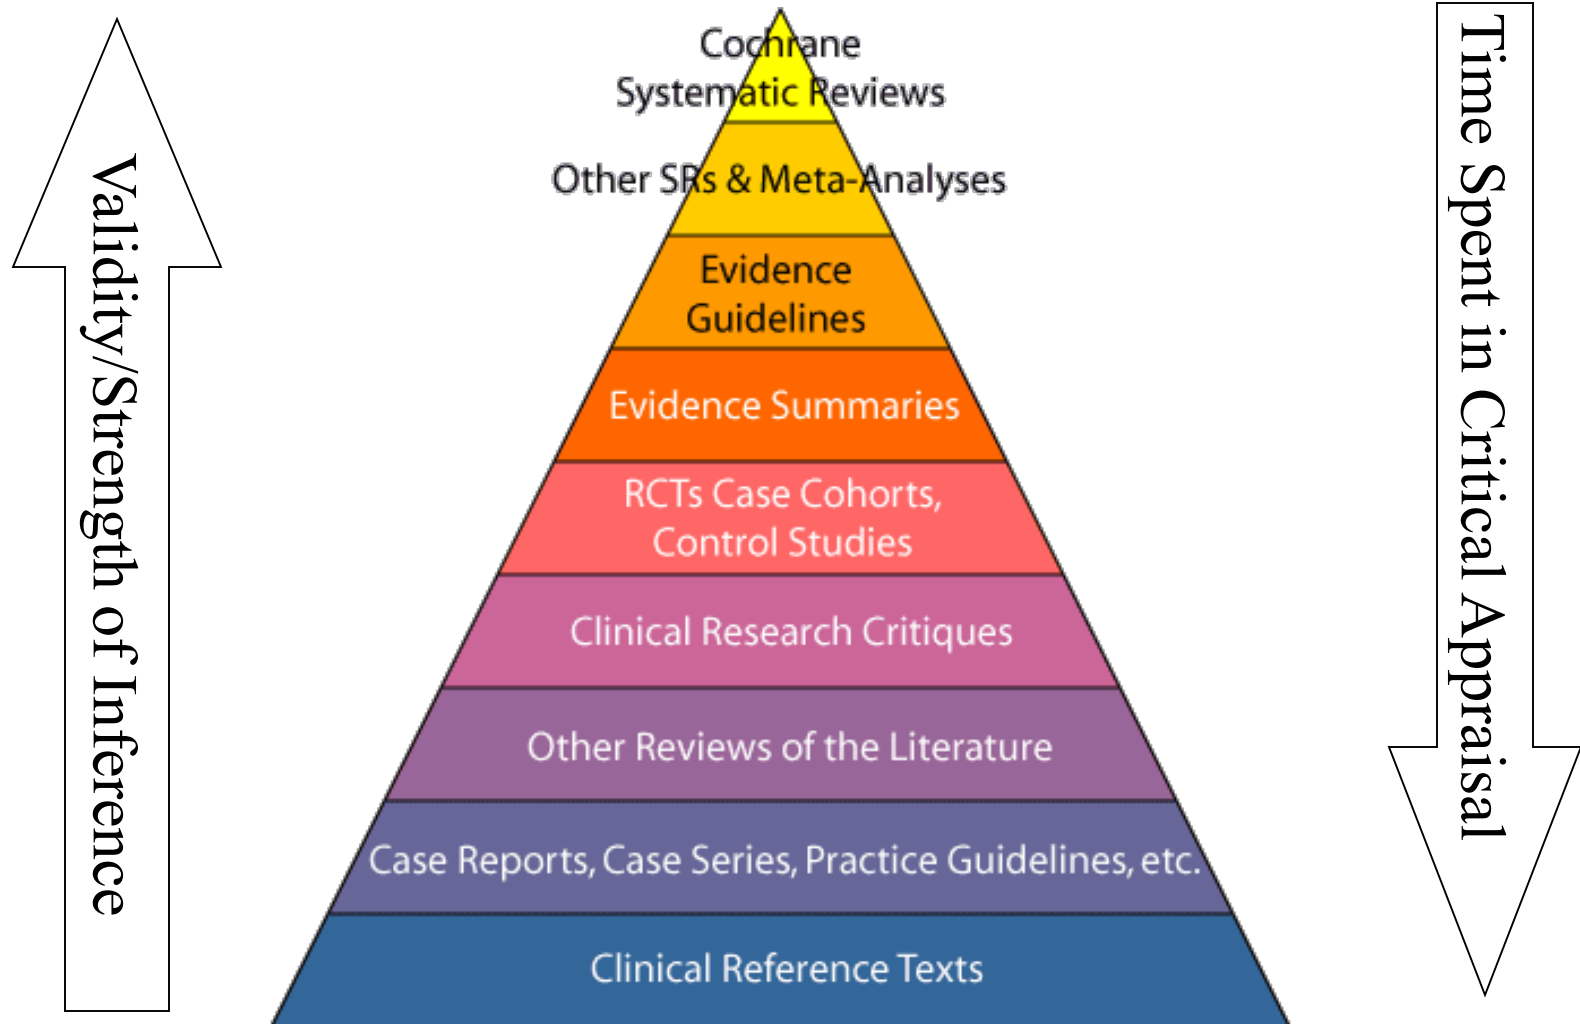 Validity/Strength of Inference
Cochrane
Systematic Reviews
Other SRs & Meta-Analyses
Evidence
Guidelines
Evidence Summaries
RCTs Case Cohorts,
Control Studies
Clinical Research Critiques
Other Reviews of the Literature
Case Reports, Case Series, Practice Guidelines, etc.
Clinical Reference Texts
Time Spent in Critical Appraisal